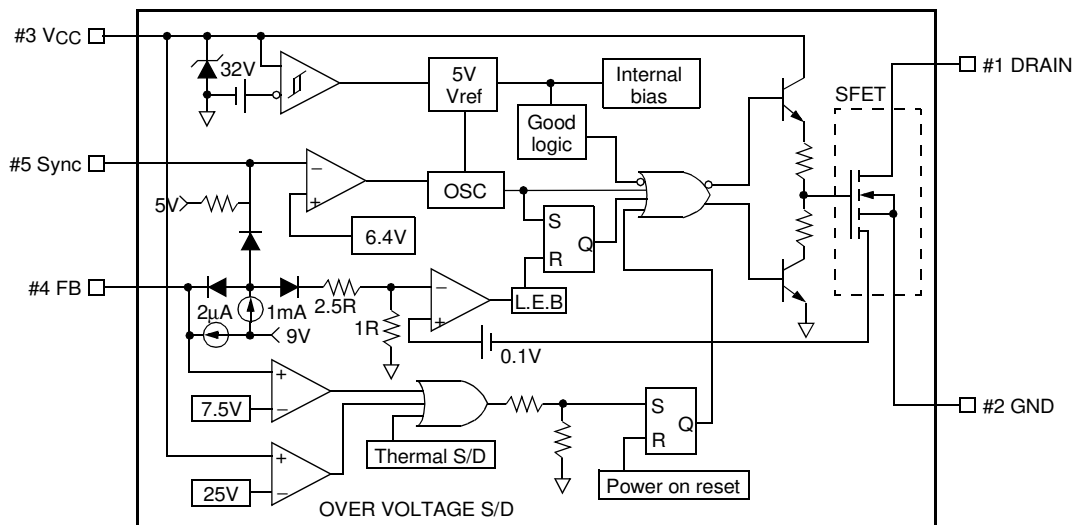 #3 VCC
32V
5V
Vref
Internal
bias
Good
logic
#1 DRAIN
SFET
#5 Sync
OSC
5V
6.4V
S
R
Q
#4 FB
2μA
1mA
9V
2.5R
1R
L.E.B
0.1V
7.5V
Thermal S/D
S
R
Q
#2 GND
25V
Power on reset
OVER VOLTAGE S/D